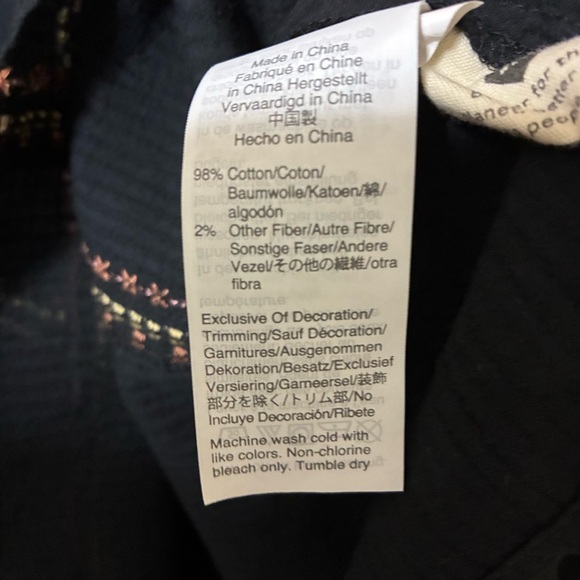 Made in China
Fabriqué en Chine
in China Hergestellt
Vervaardigd in China
中国製
Hecho en China
98% Cotton/Coton/
Baumwolle/Katoen/綿/
algodón
2% Other Fiber/Autre Fibre/
Sonstige Faser/Andere
Vezel/その他の繊維/otra
fibra
Exclusive Of Decoration/
Trimming/Sauf Décoration/
Garnitures/Ausgenommen
Dekoration/Besatz/Exclusief
Versiering/Garneersel/装飾
部分を除く/トリム部/No
Incluye Decoración/Ribete
Machine wash cold with
like colors. Non-chlorine
bleach only. Tumble dry
for th
people